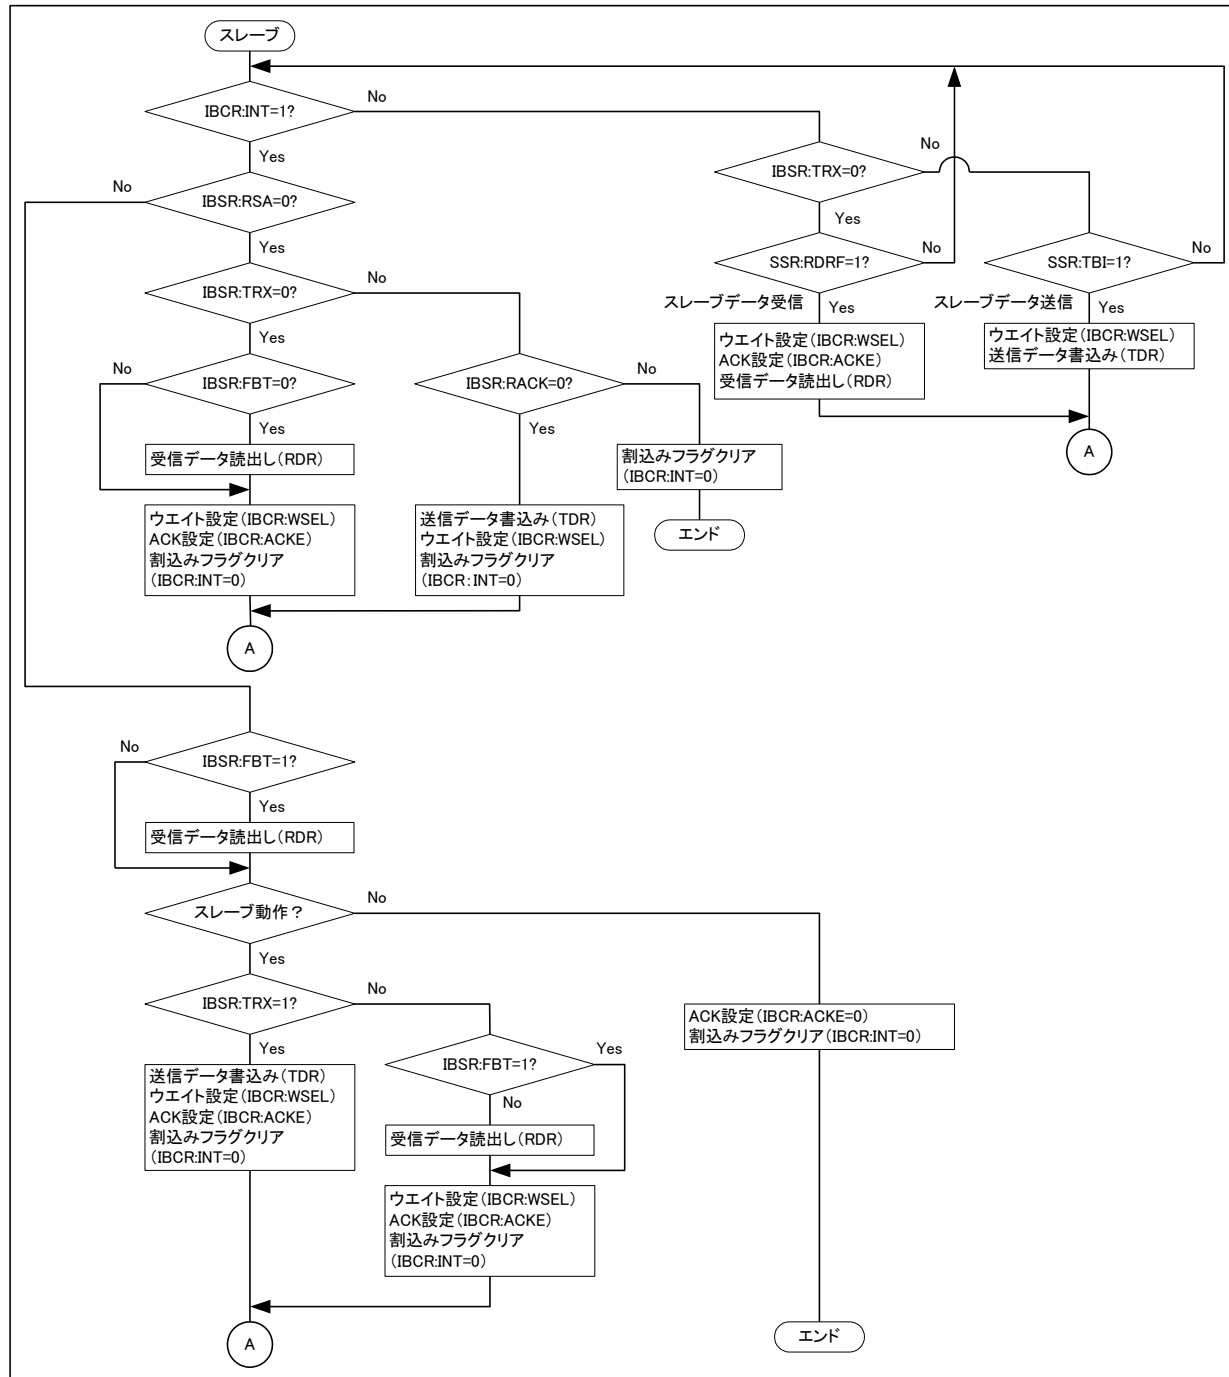 スレーブ
IBCR:INT=1?
No
Yes
IBSR:TRX=0?
No
Yes
No
IBSR:RSA=0?
Yes
SSR:RDRF=1?
No
Yes
スレーブデータ受信
SSR:TBI=1?
No
Yes
スレーブデータ送信
IBSR:TRX=0?
No
Yes
ウエイト設定(IBCR:WSEL)
ACK設定(IBCR:ACKE)
受信データ読出し(RDR)
ウエイト設定(IBCR:WSEL)
送信データ書込み(TDR)
A
No
IBSR:FBT=0?
Yes
受信データ読出し(RDR)
IBSR:RACK=0?
No
Yes
割込みフラグクリア
(IBCR:INT=0)
エンド
ウエイト設定(IBCR:WSEL)
ACK設定(IBCR:ACKE)
割込みフラグクリア
(IBCR:INT=0)
送信データ書込み(TDR)
ウエイト設定(IBCR:WSEL)
割込みフラグクリア
(IBCR:INT=0)
A
No
IBSR:FBT=1?
Yes
受信データ読出し(RDR)
スレーブ動作?
No
Yes
IBSR:TRX=1?
No
Yes
送信データ書込み(TDR)
ウエイト設定(IBCR:WSEL)
ACK設定(IBCR:ACKE)
割込みフラグクリア
(IBCR:INT=0)
IBSR:FBT=1?
Yes
No
受信データ読出し(RDR)
ウエイト設定(IBCR:WSEL)
ACK設定(IBCR:ACKE)
割込みフラグクリア
(IBCR:INT=0)
ACK設定(IBCR:ACKE=0)
割込みフラグクリア(IBCR:INT=0)
A
エンド